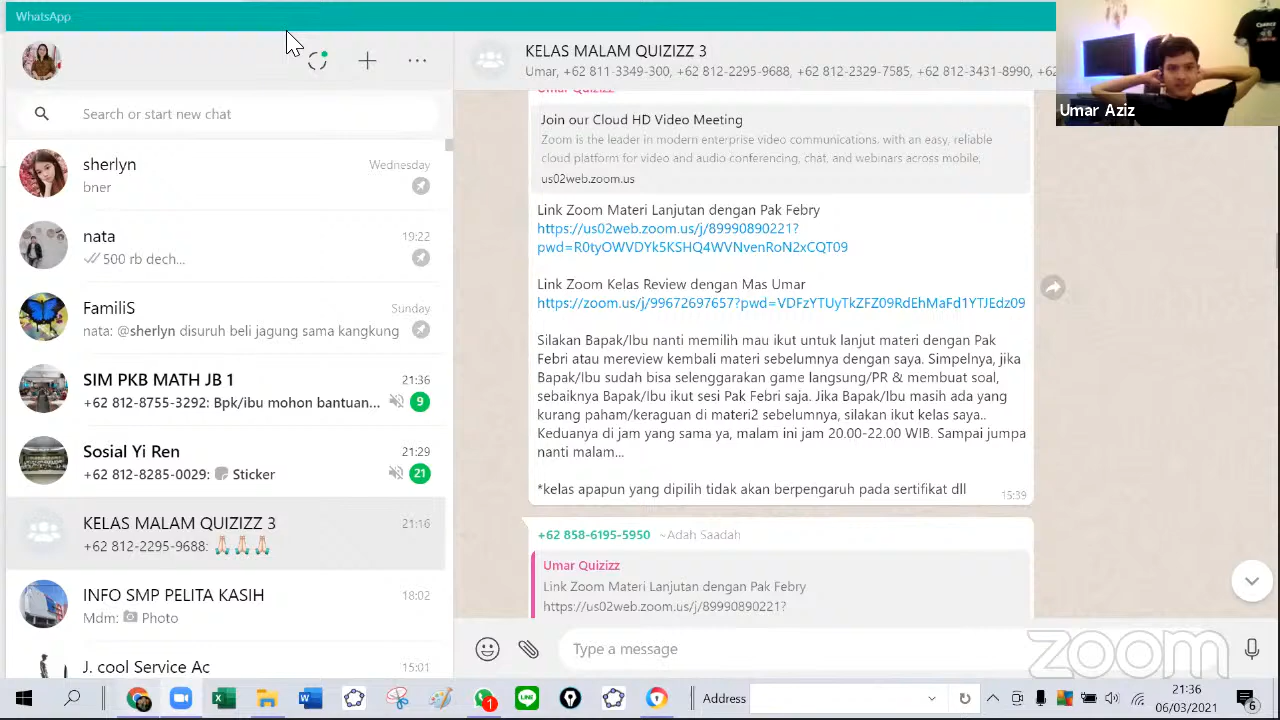 WhatsApp
Search or start new chat
sherlyn
Wednesday
bner
nata
19:22
500 rb dech...
FamiliS
Sunday
nata: @sherlyn disuruh beli jagung sama kangkung
SIM PKB MATH JB 1
21:36
+62 812-8755-3292: Bpk/ibu mohon bantuan...
9
Sosial Yi Ren
21:29
+62 812-8285-0029: Sticker
21
KELAS MALAM QUIZIZZ 3
21:16
+62 812-2295-9688:
INFO SMP PELITA KASIH
18:02
Mdm: Photo
J. cool Service Ac
15:01
KELAS MALAM QUIZIZZ 3
Umar, +62 811-3349-300, +62 812-2295-9688, +62 812-2329-7585, +62 812-3431-8990, +62
Umar Quizizz
Join our Cloud HD Video Meeting
Zoom is the leader in modern enterprise video communications, with an easy, reliable
cloud platform for video and audio conferencing, chat, and webinars across mobile,
us02web.zoom.us
Link Zoom Materi Lanjutan dengan Pak Febry
https://us02web.zoom.us/j/89990890221?
pwd=R0tyOWVDYk5KSHQ4WVNvenRoN2xCQT09
Link Zoom Kelas Review dengan Mas Umar
https://zoom.us/j/99672697657?pwd=VDFzYTUyTkZFZ09RdEhMaFd1YTJEdz09
Silakan Bapak/Ibu nanti memilih mau ikut untuk lanjut materi dengan Pak
Febri atau mereview kembali materi sebelumnya dengan saya. Simpelnya, jika
Bapak/Ibu sudah bisa selenggarakan game langsung/PR & membuat soal,
sebaiknya Bapak/Ibu ikut sesi Pak Febri saja. Jika Bapak/Ibu masih ada yang
kurang paham/keraguan di materi2 sebelumnya, silakan ikut kelas saya..
Keduanya di jam yang sama ya, malam ini jam 20.00-22.00 WIB. Sampai jumpa
nanti malam...
*kelas apapun yang dipilih tidak akan berpengaruh pada sertifikat dll
15:39
+62 858-6195-5950 ~Adah Saadah
Umar Quizizz
Link Zoom Materi Lanjutan dengan Pak Febry
https://us02web.zoom.us/j/89990890221?
Type a message
zoom
Umar Aziz
1
LINE
Address
21:36
06/03/2021
6